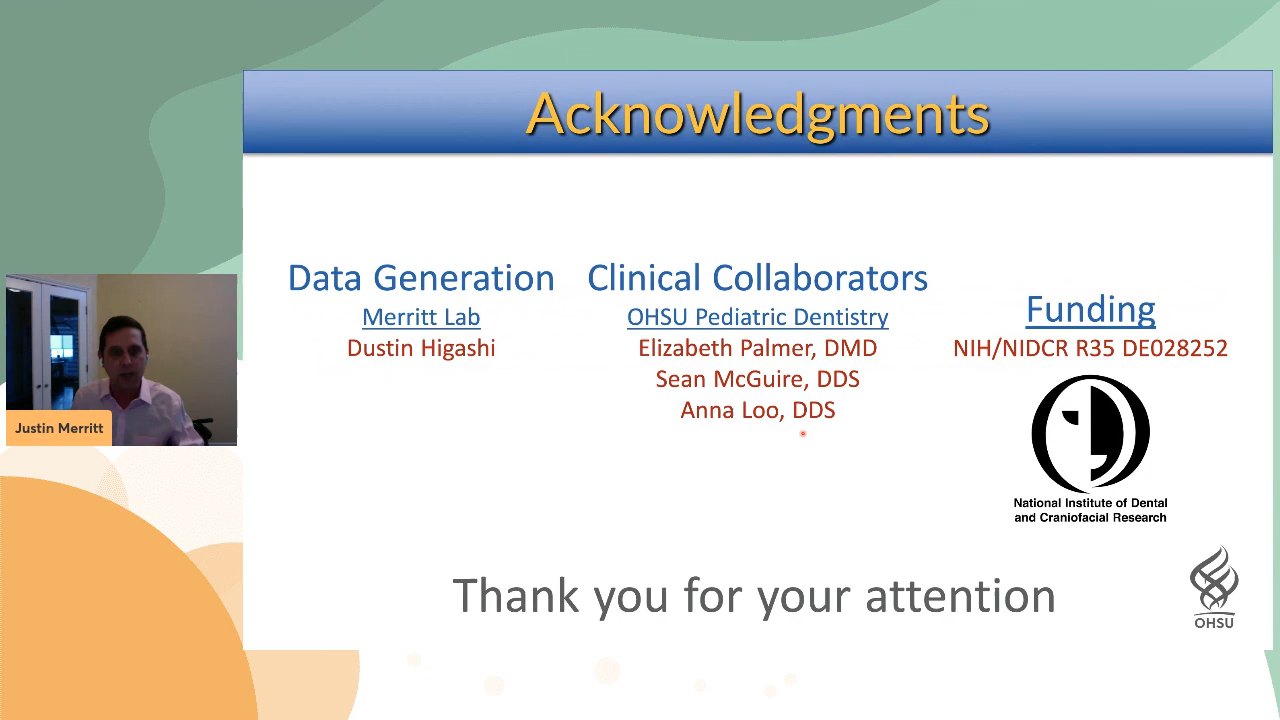 Acknowledgments
Data Generation
Merritt Lab
Dustin Higashi
Clinical Collaborators
OHSU Pediatric Dentistry
Elizabeth Palmer, DMD
Sean McGuire, DDS
Anna Loo, DDS
Funding
NIH/NIDCR R35 DE028252
National Institute of Dental
and Craniofacial Research
Justin Merritt
Thank you for your attention
OHSU